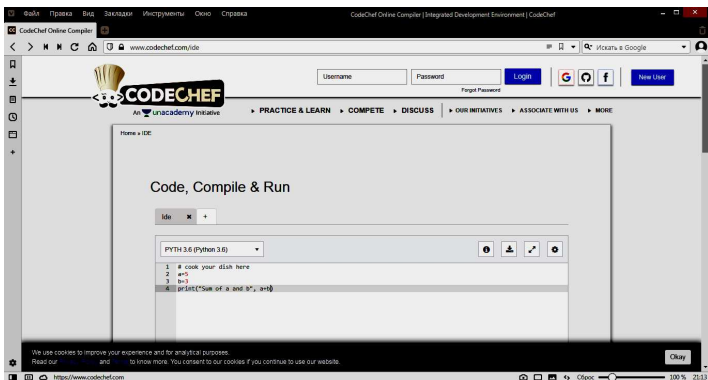 Файл Правка Вид Закладки Инструменты Окно Справка
CodeChef Online Compiler | Integrated Development Environment | CodeChef
CC CodeChef Online Compiler
www.codechef.com/ide
Искать в Google
CODECHEF
An unacademy Initiative
Username
Password
Login
G
f
New User
Forgot Password
PRACTICE & LEARN COMPETE DISCUSS OUR INITIATIVES ASSOCIATE WITH US MORE
Home » IDE
Code, Compile & Run
Ide × +
PYTH 3.6 (Python 3.6)
1 # cook your dish here
2 a=5
3 b=3
4 print("Sum of a and b", a+b)
We use cookies to improve your experience and for analytical purposes.
Read our and to know more. You consent to our cookies if you continue to use our website.
Okay
https://www.codechef.com
Сброс
100 % 21:13